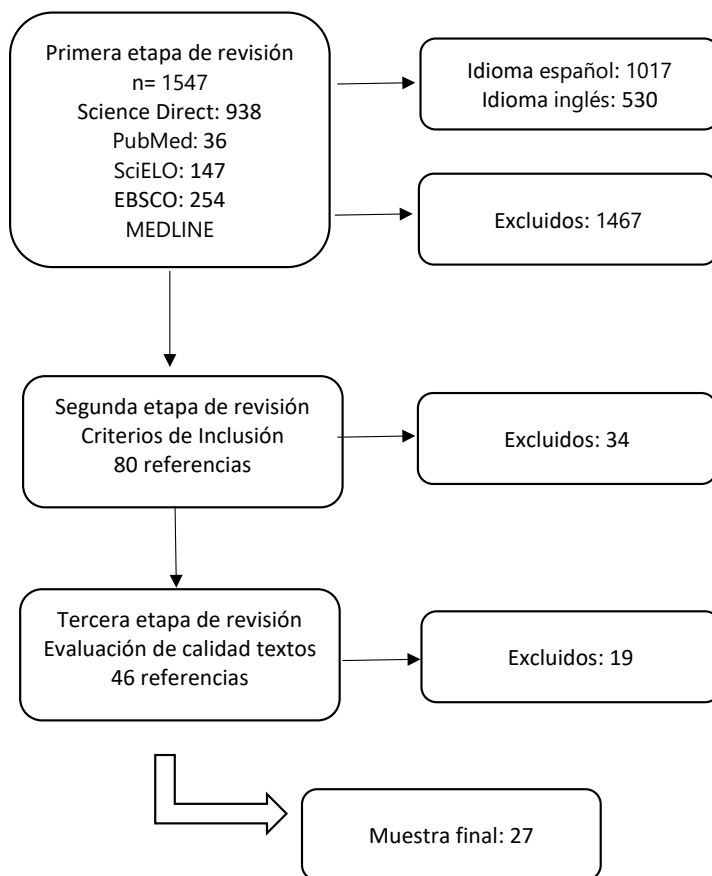 Primera etapa de revisión
n= 1547
Science Direct: 938
PubMed: 36
SciELO: 147
EBSCO: 254
MEDLINE
Idioma español: 1017
Idioma inglés: 530
Excluidos: 1467
Segunda etapa de revisión
Criterios de Inclusión
80 referencias
Excluidos: 34
Tercera etapa de revisión
Evaluación de calidad textos
46 referencias
Excluidos: 19
Muestra final: 27